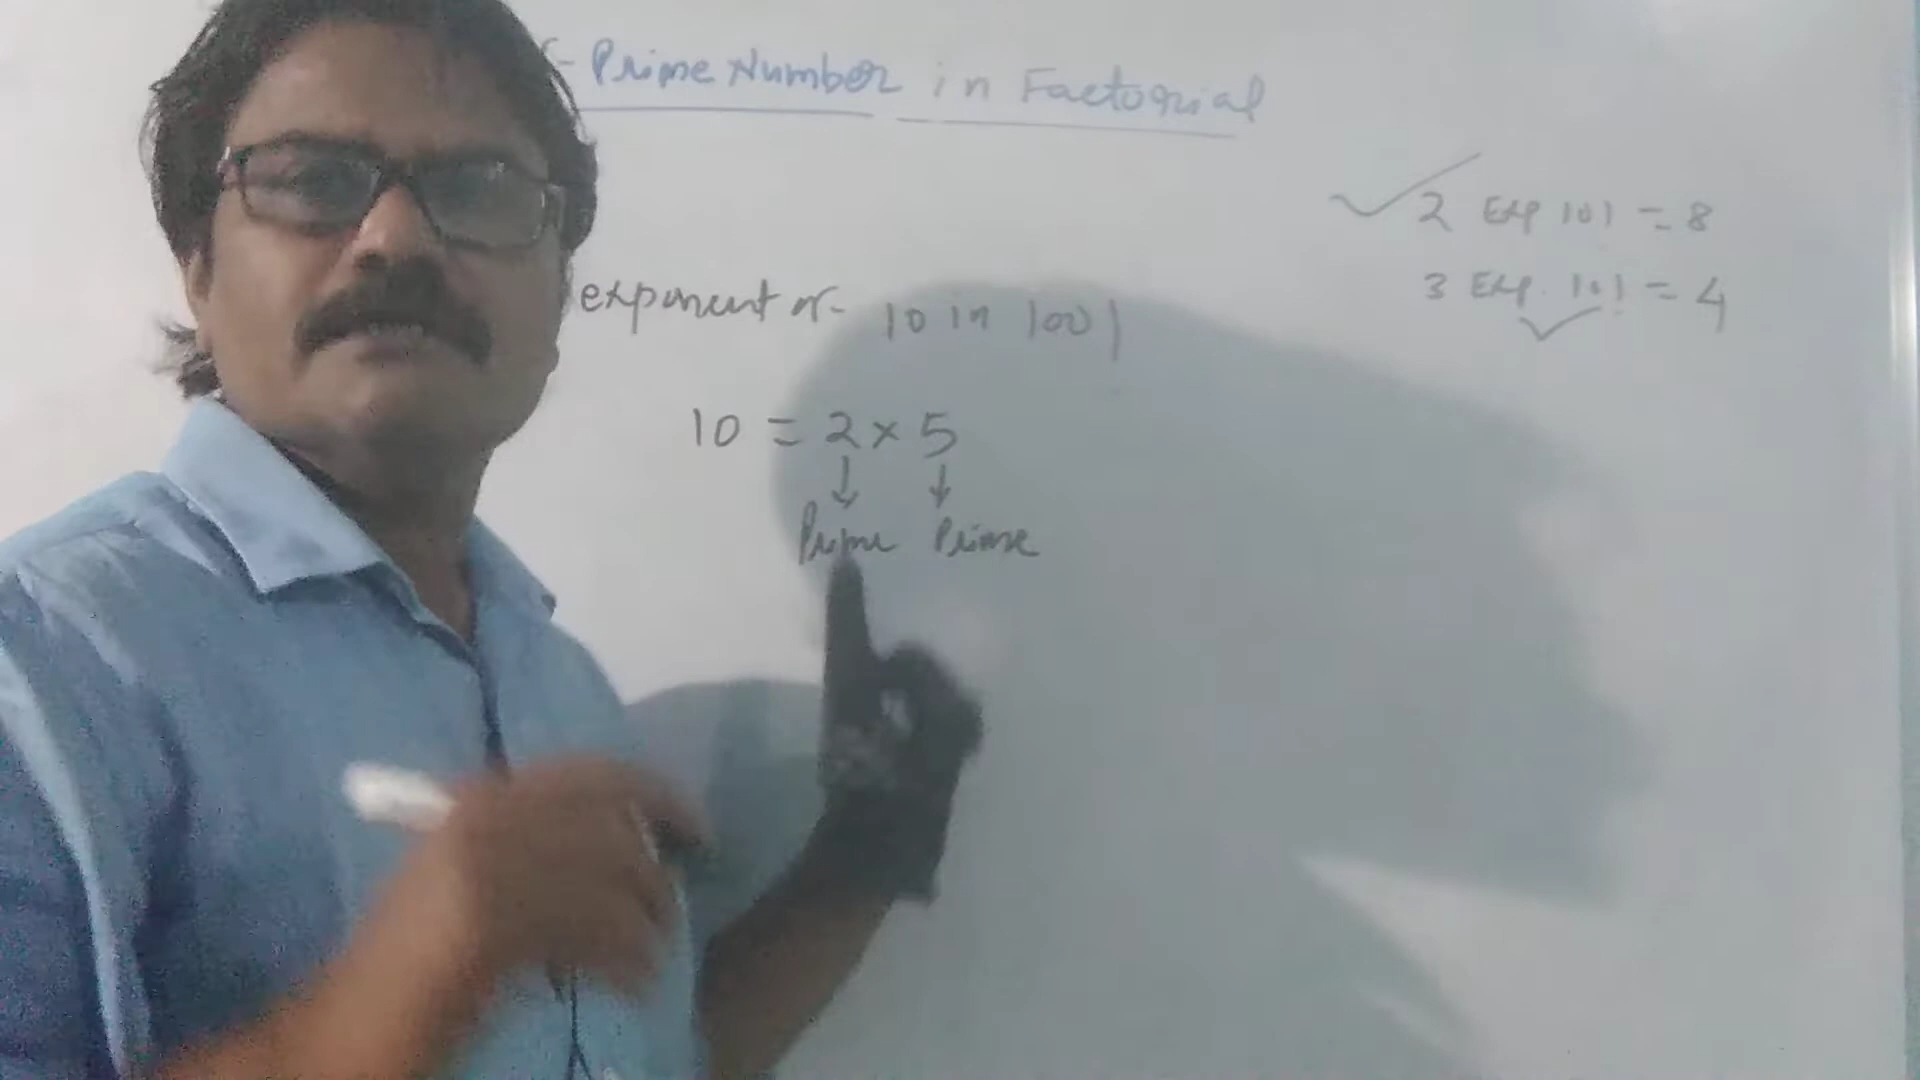 Prime Number in Factorial
2 Exp 10! = 8
3 Exp. 10! = 4
exponent of 10 in 100!
10 = 2 × 5
Prime Prime